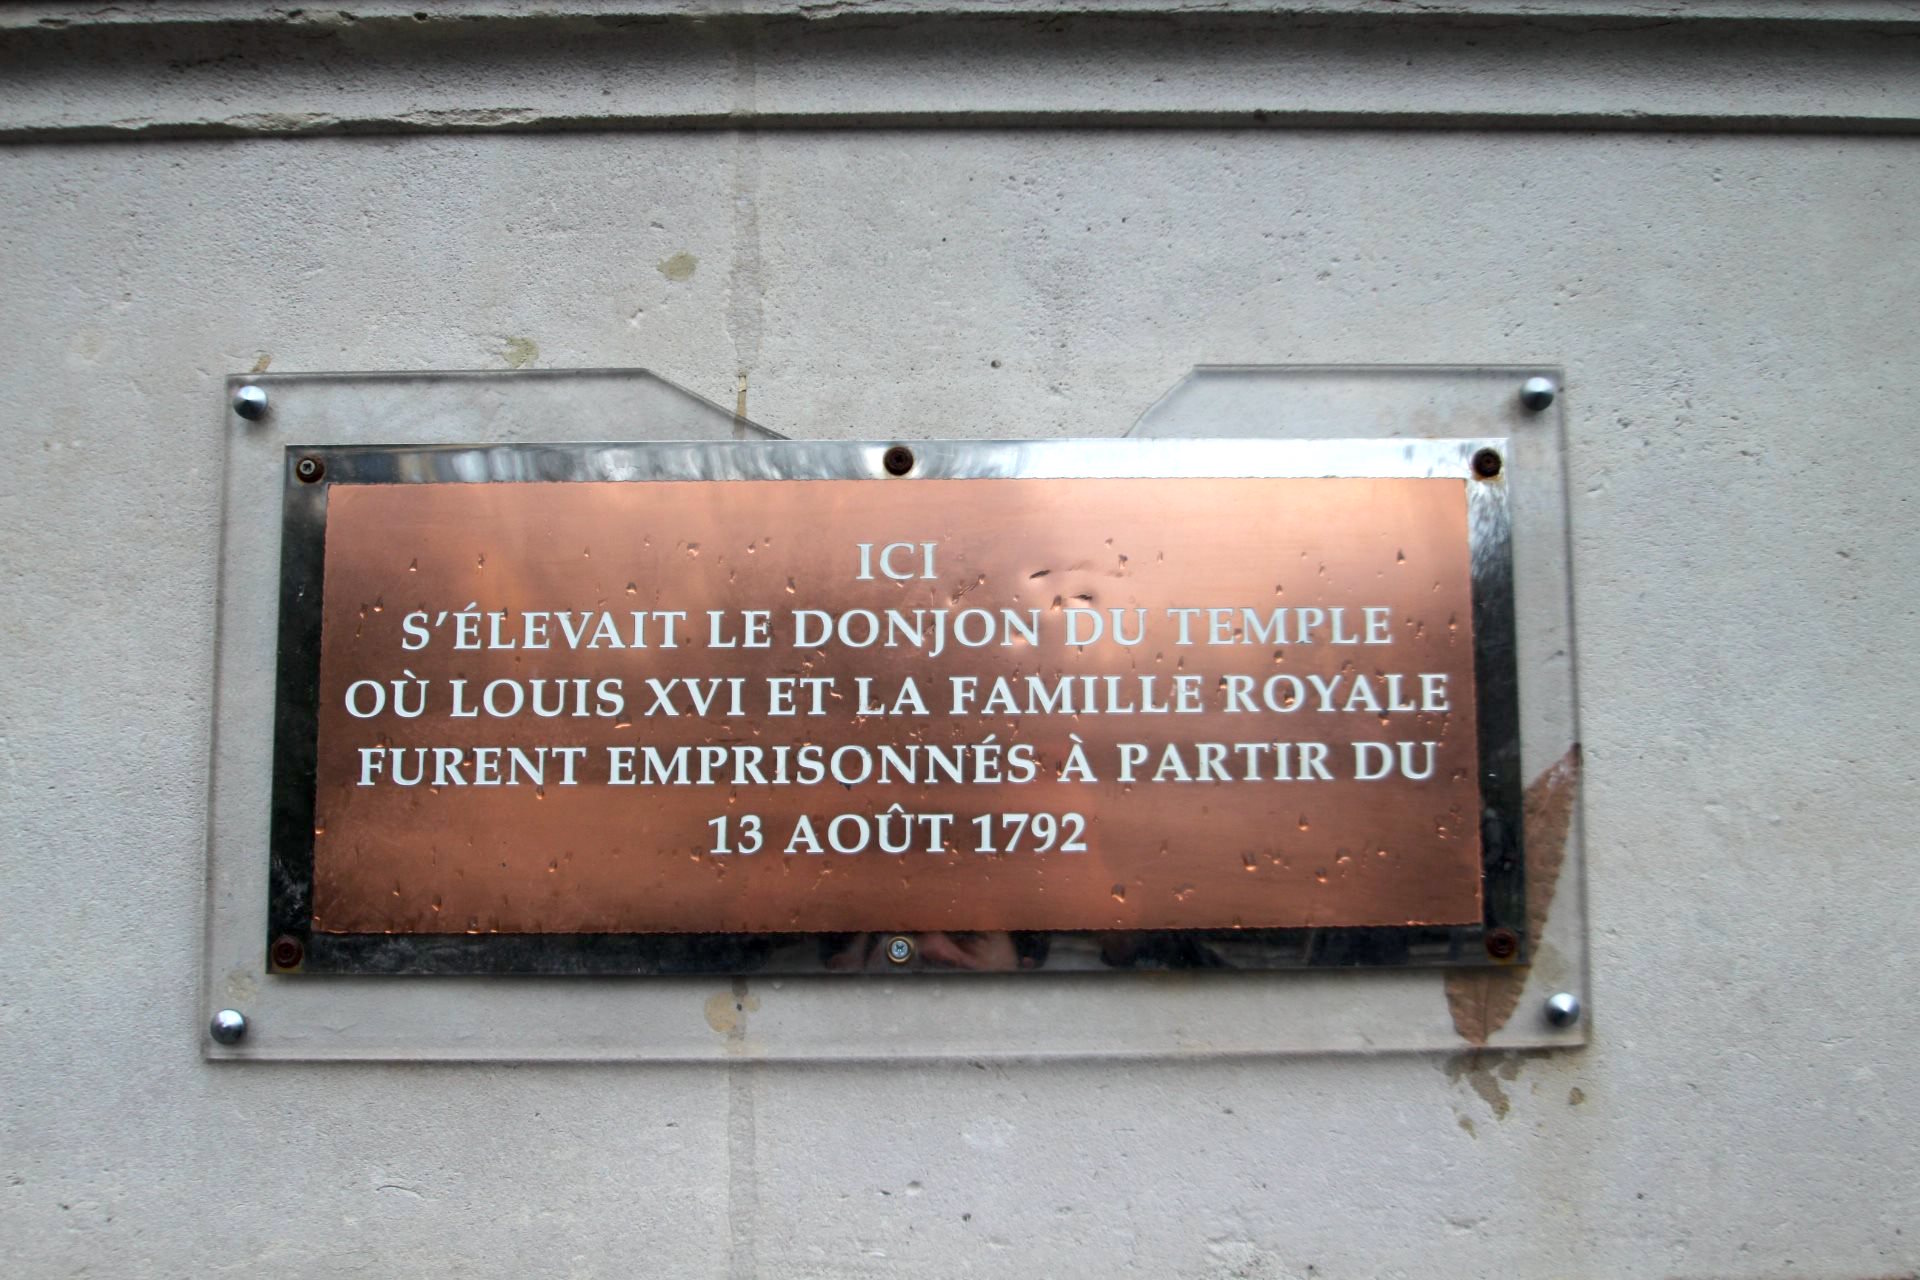 ICI
S'ÉLEVAIT LE DONJON DU TEMPLE
OÙ LOUIS XVI ET LA FAMILLE ROYALE
FURENT EMPRISONNÉS À PARTIR DU
13 AOÛT 1792